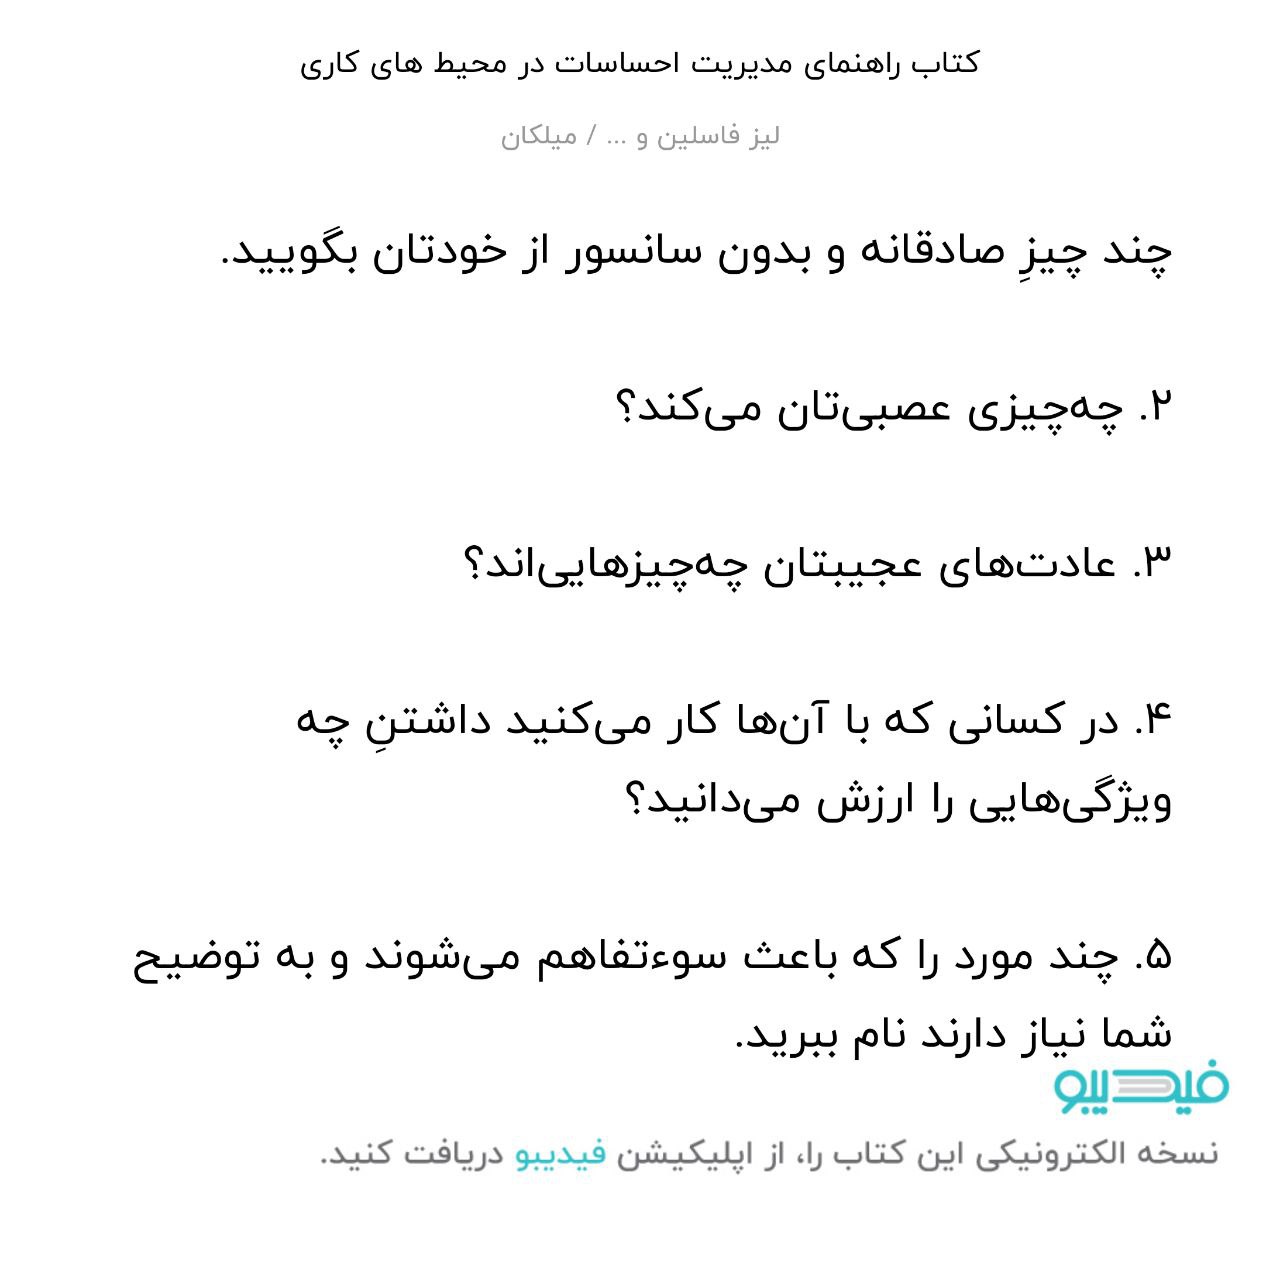 کتاب راهنمای مدیریت احساسات در محیط های کاری
لیز فاسلین و ... / میلکان
چند چیزِ صادقانه و بدون سانسور از خودتان بگویید.
۲. چه‌چیزی عصبی‌تان می‌کند؟
۳. عادت‌های عجیبتان چه‌چیزهایی‌اند؟
۴. در کسانی که با آن‌ها کار می‌کنید داشتنِ چه
ویژگی‌هایی را ارزش می‌دانید؟
۵. چند مورد را که باعث سوءتفاهم می‌شوند و به توضیح
شما نیاز دارند نام ببرید.
فیدیبو
نسخه الکترونیکی این کتاب را، از اپلیکیشن فیدیبو دریافت کنید.